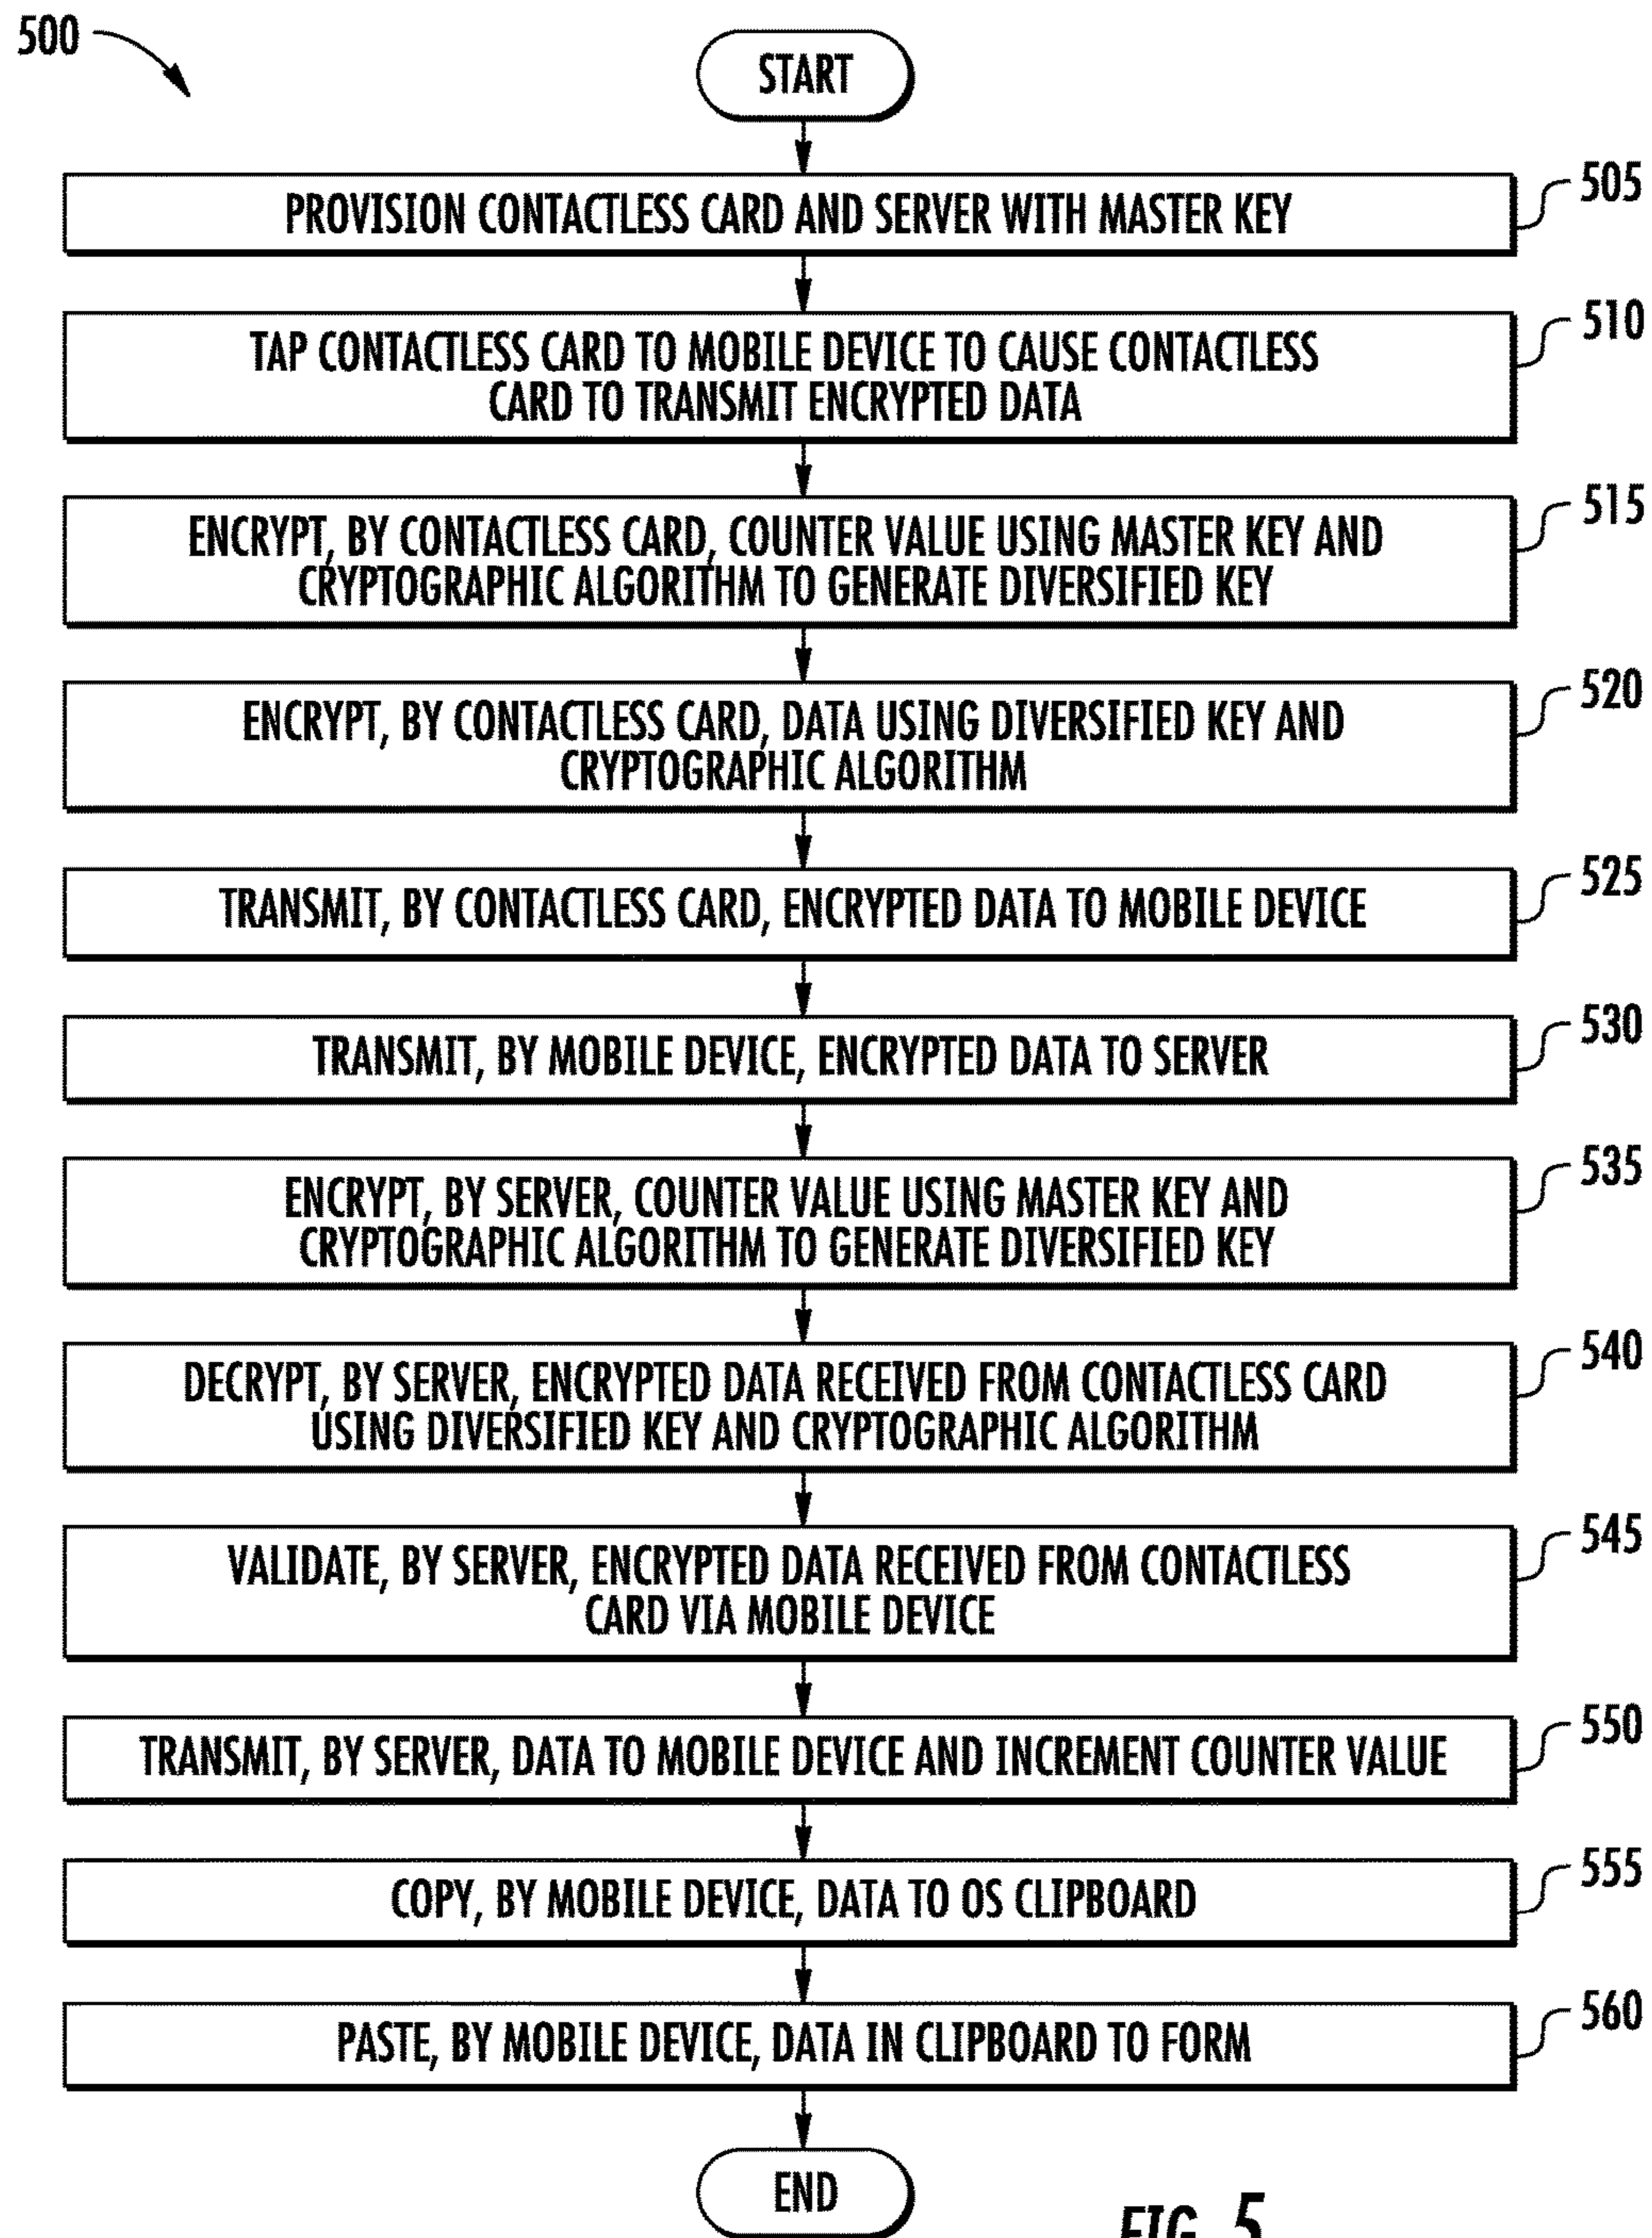 500
START
PROVISION CONTACTLESS CARD AND SERVER WITH MASTER KEY
505
TAP CONTACTLESS CARD TO MOBILE DEVICE TO CAUSE CONTACTLESS
CARD TO TRANSMIT ENCRYPTED DATA
510
ENCRYPT, BY CONTACTLESS CARD, COUNTER VALUE USING MASTER KEY AND
CRYPTOGRAPHIC ALGORITHM TO GENERATE DIVERSIFIED KEY
515
ENCRYPT, BY CONTACTLESS CARD, DATA USING DIVERSIFIED KEY AND
CRYPTOGRAPHIC ALGORITHM
520
TRANSMIT, BY CONTACTLESS CARD, ENCRYPTED DATA TO MOBILE DEVICE
525
TRANSMIT, BY MOBILE DEVICE, ENCRYPTED DATA TO SERVER
530
ENCRYPT, BY SERVER, COUNTER VALUE USING MASTER KEY AND
CRYPTOGRAPHIC ALGORITHM TO GENERATE DIVERSIFIED KEY
535
DECRYPT, BY SERVER, ENCRYPTED DATA RECEIVED FROM CONTACTLESS CARD
USING DIVERSIFIED KEY AND CRYPTOGRAPHIC ALGORITHM
540
VALIDATE, BY SERVER, ENCRYPTED DATA RECEIVED FROM CONTACTLESS
CARD VIA MOBILE DEVICE
545
TRANSMIT, BY SERVER, DATA TO MOBILE DEVICE AND INCREMENT COUNTER VALUE
550
COPY, BY MOBILE DEVICE, DATA TO OS CLIPBOARD
555
PASTE, BY MOBILE DEVICE, DATA IN CLIPBOARD TO FORM
560
END
FIG. 5